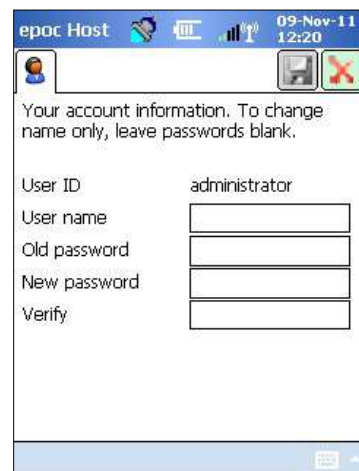 epoc Host
09-Nov-11
12:20
Your account information. To change
name only, leave passwords blank.
User ID administrator
User name
Old password
New password
Verify